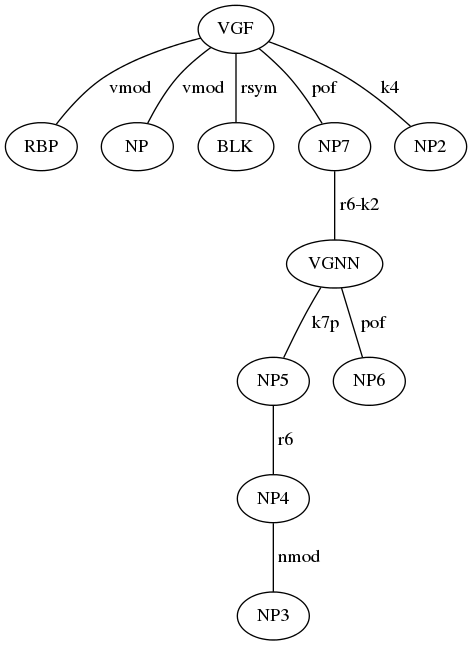 VGF
vmod vmod rsym pof k4
RBP NP BLK NP7 NP2
r6-k2
VGNN
k7p pof
NP5 NP6
r6
NP4
nmod
NP3